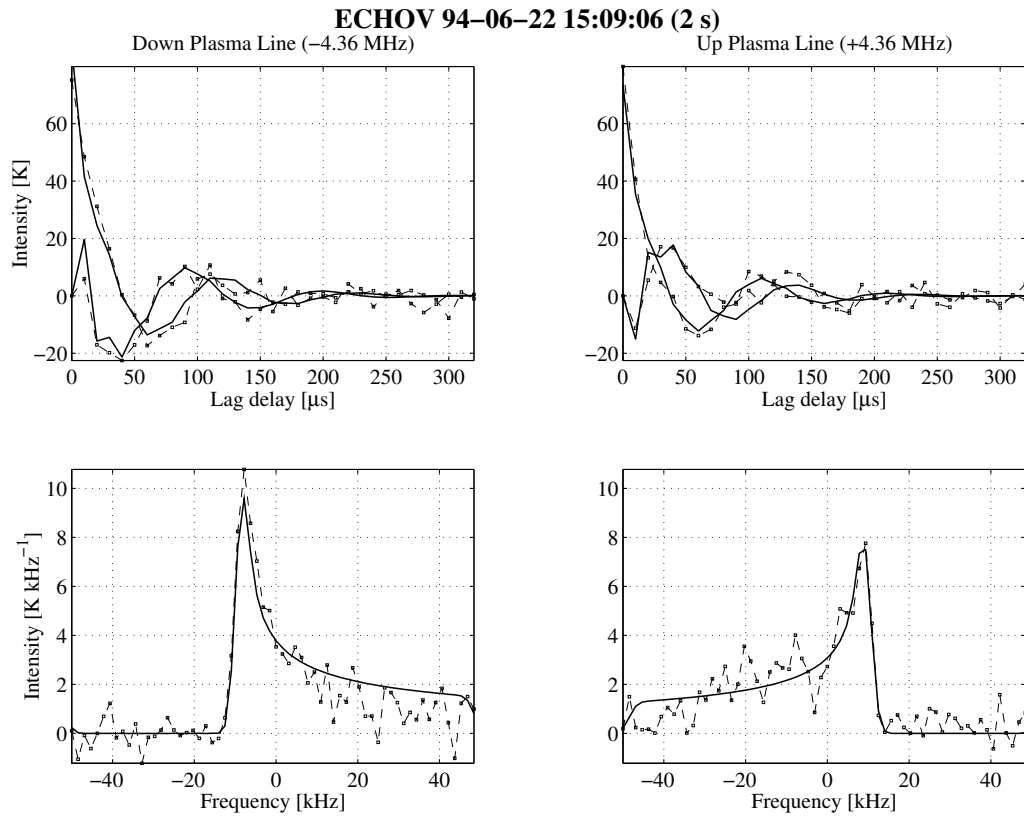 ECHOV 94−06−22 15:09:06 (2 s)
Down Plasma Line (−4.36 MHz)
Up Plasma Line (+4.36 MHz)
Intensity [K]
60
40
20
0
−20
0 50 100 150 200 250 300
Lag delay [μs]
60
40
20
0
−20
0 50 100 150 200 250 300
Lag delay [μs]
Intensity [K kHz−1]
10
8
6
4
2
0
−40 −20 0 20 40
Frequency [kHz]
10
8
6
4
2
0
−40 −20 0 20 40
Frequency [kHz]